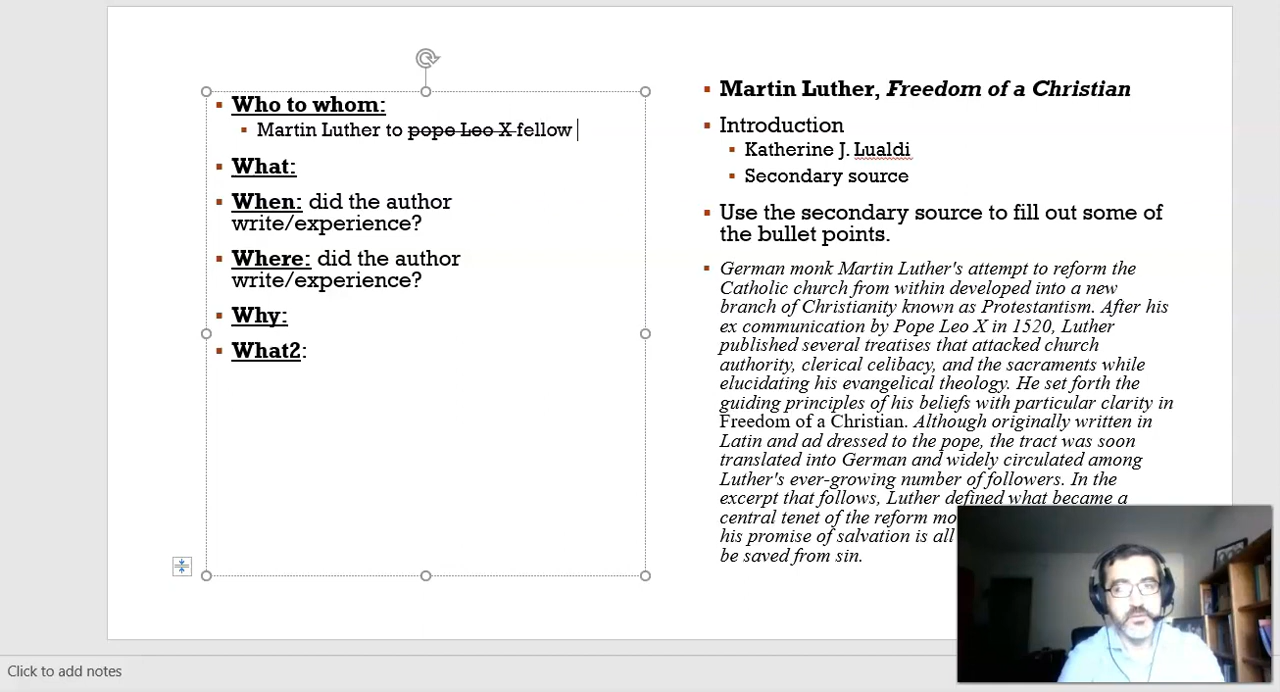 Who to whom:
Martin Luther to pope Leo X fellow
What:
When: did the author
write/experience?
Where: did the author
write/experience?
Why:
What2:
Martin Luther, Freedom of a Christian
Introduction
Katherine J. Lualdi
Secondary source
Use the secondary source to fill out some of
the bullet points.
German monk Martin Luther's attempt to reform the
Catholic church from within developed into a new
branch of Christianity known as Protestantism. After his
ex communication by Pope Leo X in 1520, Luther
published several treatises that attacked church
authority, clerical celibacy, and the sacraments while
elucidating his evangelical theology. He set forth the
guiding principles of his beliefs with particular clarity in
Freedom of a Christian. Although originally written in
Latin and ad dressed to the pope, the tract was soon
translated into German and widely circulated among
Luther's ever-growing number of followers. In the
excerpt that follows, Luther defined what became a
central tenet of the reform
his promise of salvation is all
be saved from sin.
Click to add notes